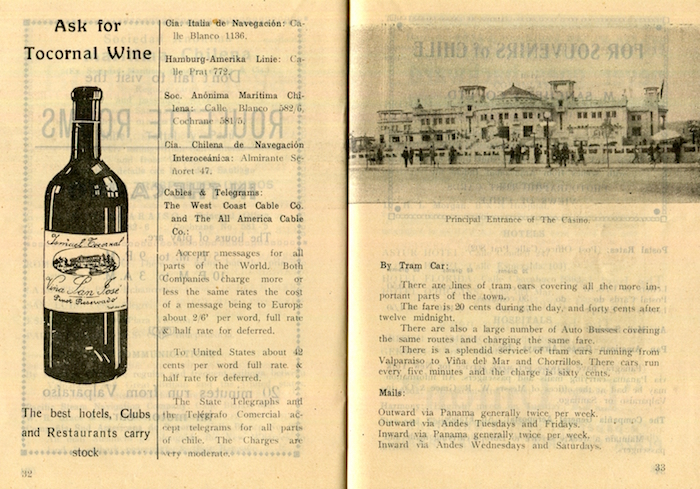 Ask for
Tocornal Wine
Viña San José
The best hotels, Clubs
and Restaurants carry
stock
32
Cia. Italia de Navegación: Ca-
lle Blanco 1136.
Hamburg-Amerika Linie: Ca-
lle Prat 772.
Soc. Anónima Marítima Chi-
lena: Calle Blanco 582/6,
Cochrane 581/5.
Cia. Chilena de Navegación
Interoceánica: Almirante Se-
ñoret 47.
Cables & Telegrams:
The West Coast Cable Co.
and The All America Cable
Co.:
Accept messages for all
parts of the World. Both
Companies charge more or
less the same rates the cost
of a message being to Europe
about 2/6' per word, full rate
& half rate for deferred.
To United States about 42
cents per word full rate &
half rate for deferred.
The State Telegraphs and
the Telégrafo Comercial ac-
cept telegrams for all parts
of chile. The Charges are
very moderate.
Principal Entrance of The Casino.
By Tram Car:
There are lines of tram cars covering all the more im-
portant parts of the town.
The fare is 20 cents during the day, and forty cents after
twelve midnight.
There are also a large number of Auto Busses covering
the same routes and charging the same fare.
There is a splendid service of tram cars running from
Valparaiso to Viña del Mar and Chorrillos. There cars run
every five minutes and the charge is sixty cents.
Mails:
Outward via Panama generally twice per week.
Outward via Andes Tuesdays and Fridays.
Inward via Panama generally twice per week.
Inward via Andes Wednesdays and Saturdays.
33